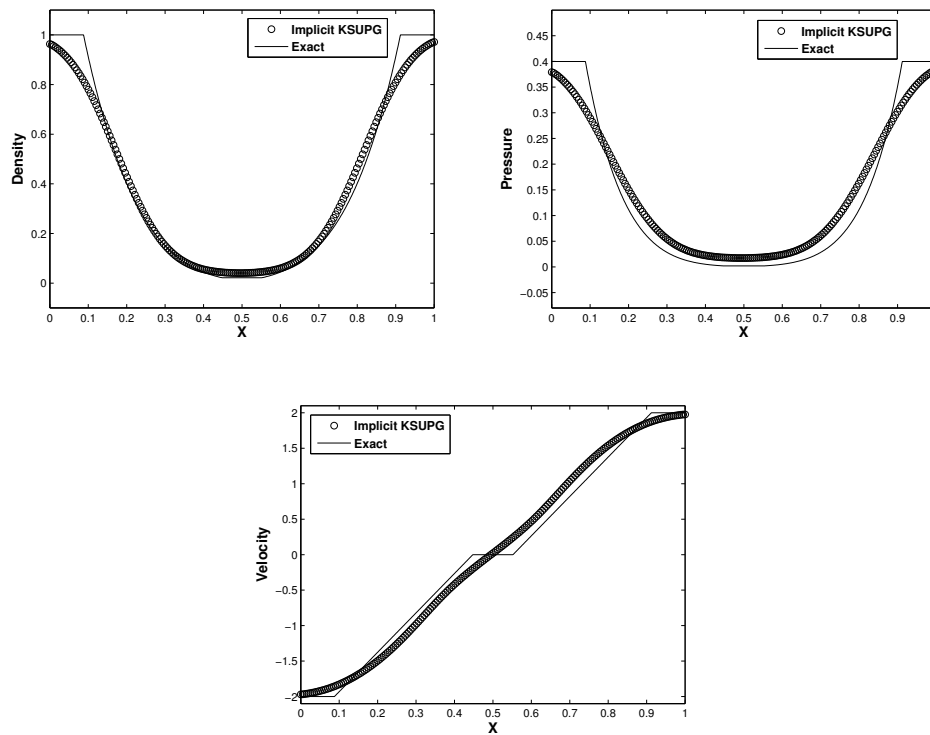 Implicit KSUPG
Exact
1
0.8
0.6
0.4
0.2
0
Density
0 0.1 0.2 0.3 0.4 0.5 0.6 0.7 0.8 0.9 1
X
Implicit KSUPG
Exact
0.45
0.4
0.35
0.3
0.25
0.2
0.15
0.1
0.05
0
−0.05
Pressure
0 0.1 0.2 0.3 0.4 0.5 0.6 0.7 0.8 0.9
X
Implicit KSUPG
Exact
2
1.5
1
0.5
0
−0.5
−1
−1.5
−2
Velocity
0 0.1 0.2 0.3 0.4 0.5 0.6 0.7 0.8 0.9 1
X